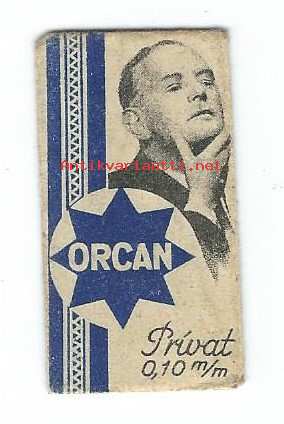 Antikvariaatti.net
ORCAN
Privat
0,10 m/m